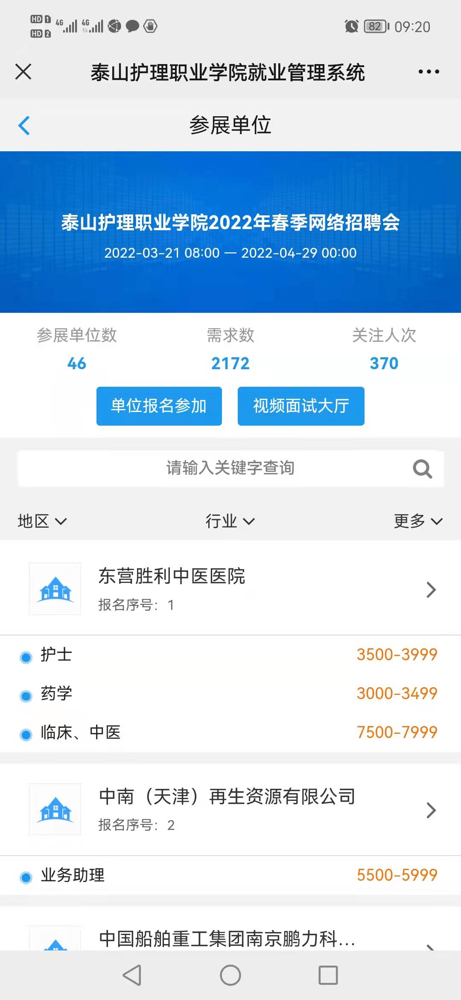 HD 1 4G 4G 82 09:20
HD 2
泰山护理职业学院就业管理系统
参展单位
泰山护理职业学院2022年春季网络招聘会
2022-03-21 08:00 — 2022-04-29 00:00
参展单位数 需求数 关注人次
46 2172 370
单位报名参加 视频面试大厅
请输入关键字查询
地区 行业 更多
东营胜利中医医院
报名序号：1
护士 3500-3999
药学 3000-3499
临床、中医 7500-7999
中南（天津）再生资源有限公司
报名序号：2
业务助理 5500-5999
中国船舶重工集团南京鹏力科...